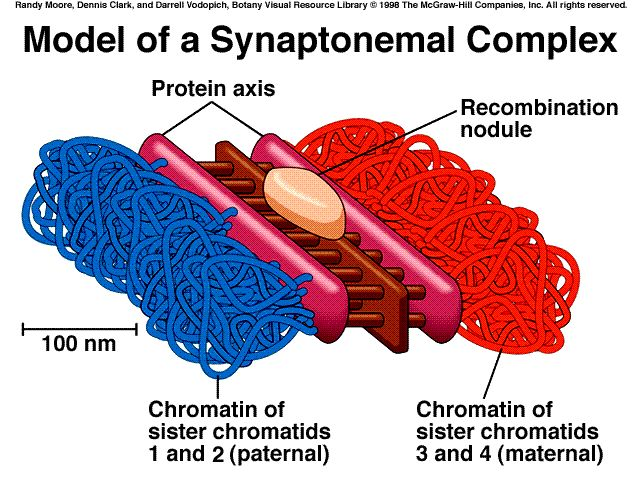 Randy Moore, Dennis Clark, and Darrell Vodopich, Botany Visual Resource Library © 1998 The McGraw-Hill Companies, Inc. All rights reserved.
Model of a Synaptonemal Complex
Protein axis
Recombination
nodule
100 nm
Chromatin of
sister chromatids
1 and 2 (paternal)
Chromatin of
sister chromatids
3 and 4 (maternal)